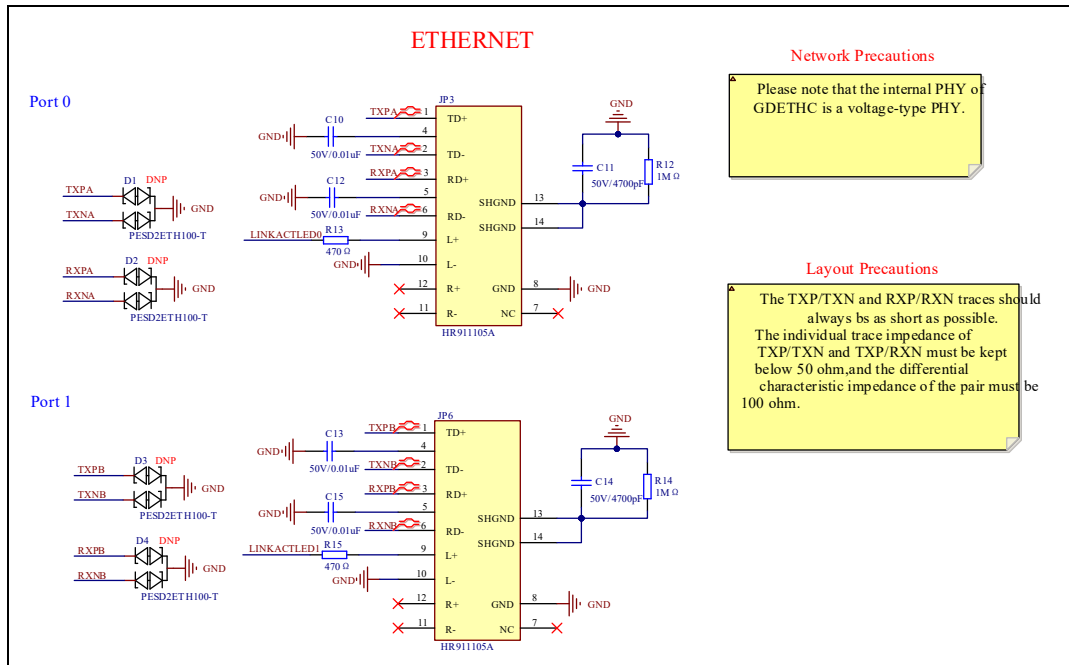 ETHERNET
Network Precautions
Please note that the internal PHY of
GDETHC is a voltage-type PHY.
Port 0
JP3
TXPA 1 TD+
GND C10 50V/0.01uF 4
TXNA 2 TD-
RXPA 3 RD+
GND C12 50V/0.01uF 5
RXNA 6 RD-
LINKACTLED0 R13 470Ω 9 L+
GND 10 L-
12 R+
11 R-
HR911105A
SHGND 13
SHGND 14
GND 8 GND
NC 7
GND
C11
50V/4700pF
R12
1MΩ
D1 DNP
TXPA
TXNA
GND
PESD2ETH100-T
D2 DNP
RXPA
RXNA
GND
PESD2ETH100-T
Layout Precautions
The TXP/TXN and RXP/RXN traces should
always bs as short as possible.
The individual trace impedance of
TXP/TXN and TXP/RXN must be kept
below 50 ohm,and the differential
characteristic impedance of the pair must be
100 ohm.
Port 1
JP6
TXPB 1 TD+
GND C13 50V/0.01uF 4
TXNB 2 TD-
RXPB 3 RD+
GND C15 50V/0.01uF 5
RXNB 6 RD-
LINKACTLED1 R15 470Ω 9 L+
GND 10 L-
12 R+
11 R-
HR911105A
SHGND 13
SHGND 14
GND 8 GND
NC 7
GND
C14
50V/4700pF
R14
1MΩ
D3 DNP
TXPB
TXNB
GND
PESD2ETH100-T
D4 DNP
RXPB
RXNB
GND
PESD2ETH100-T